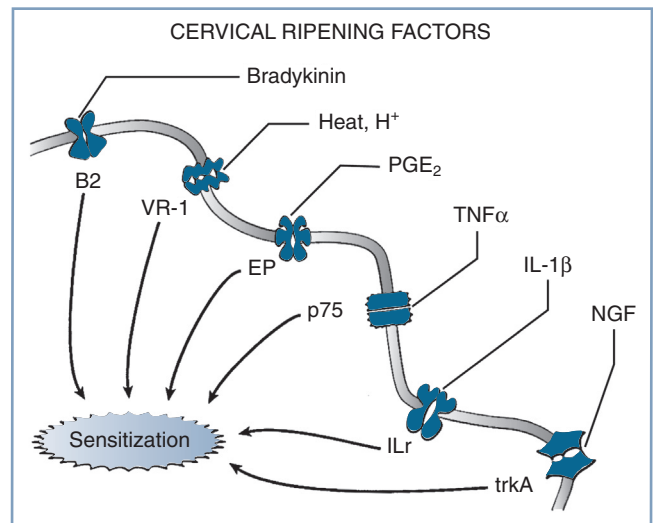 CERVICAL RIPENING FACTORS
Bradykinin
Heat, H⁺
PGE₂
B2
VR-1
TNFα
EP
IL-1β
p75
NGF
Sensitization
ILr
trkA